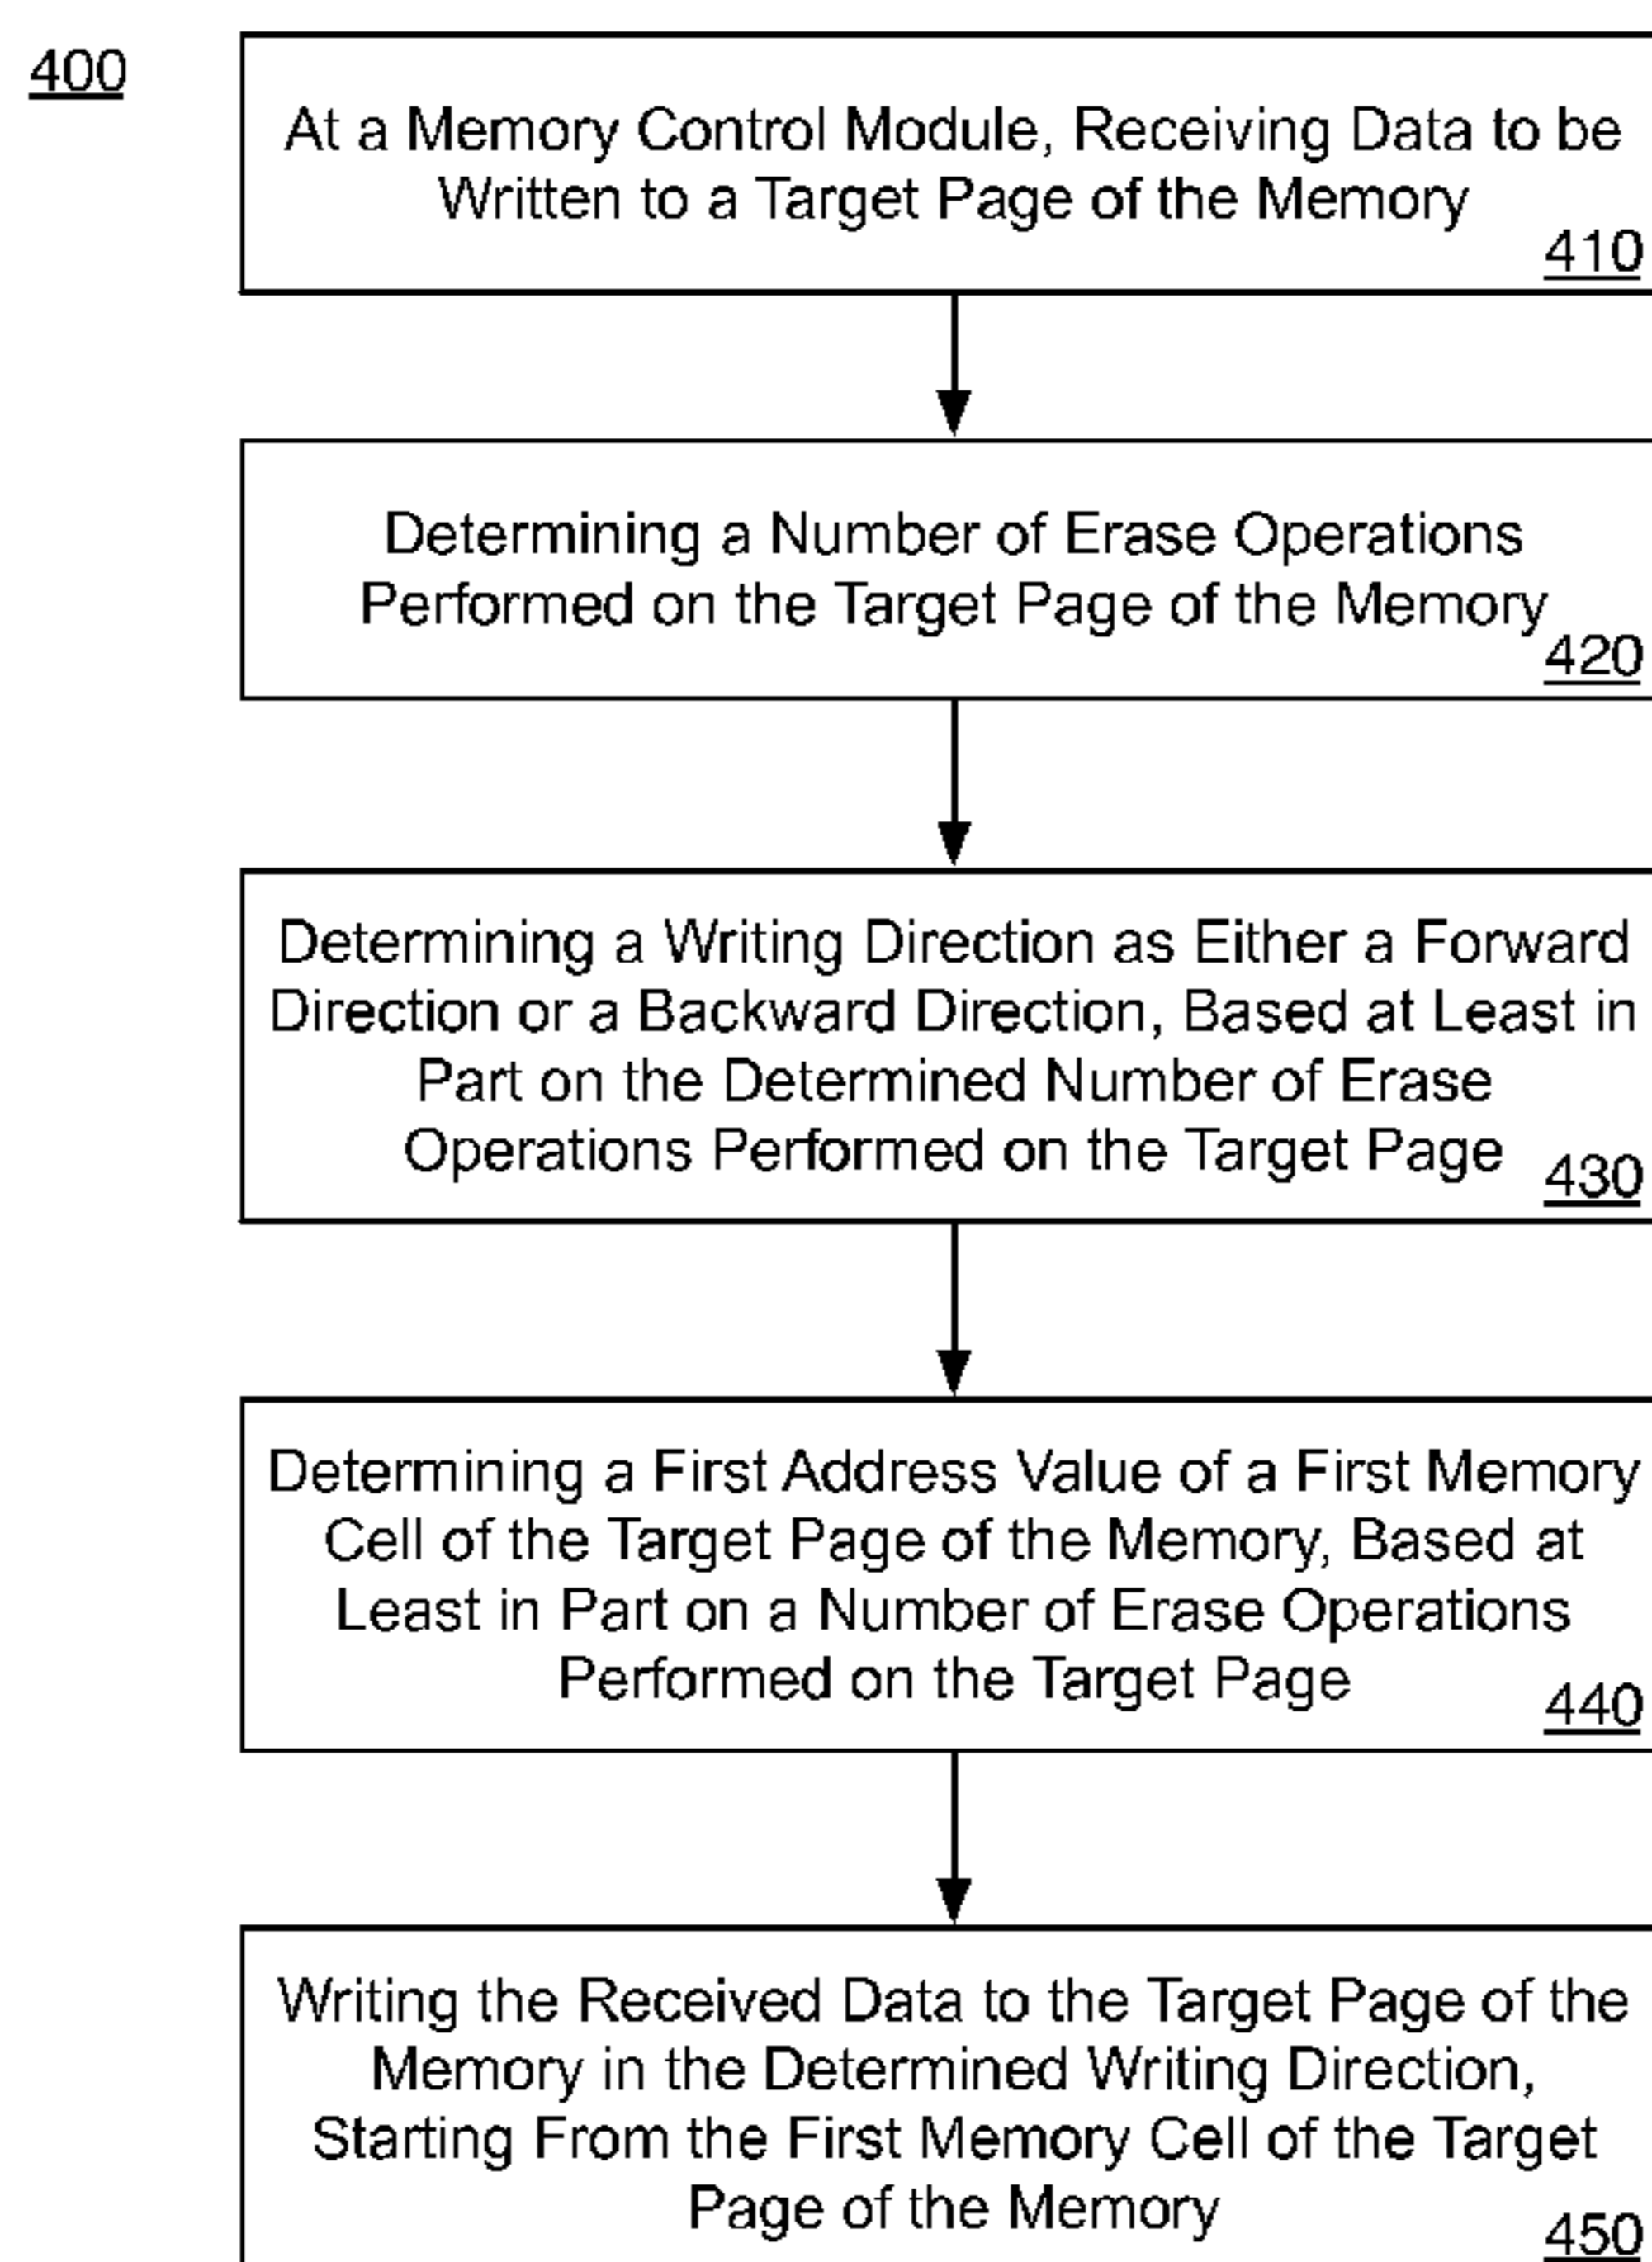 400
At a Memory Control Module, Receiving Data to be
Written to a Target Page of the Memory
410
Determining a Number of Erase Operations
Performed on the Target Page of the Memory
420
Determining a Writing Direction as Either a Forward
Direction or a Backward Direction, Based at Least in
Part on the Determined Number of Erase
Operations Performed on the Target Page
430
Determining a First Address Value of a First Memory
Cell of the Target Page of the Memory, Based at
Least in Part on a Number of Erase Operations
Performed on the Target Page
440
Writing the Received Data to the Target Page of the
Memory in the Determined Writing Direction,
Starting From the First Memory Cell of the Target
Page of the Memory
450